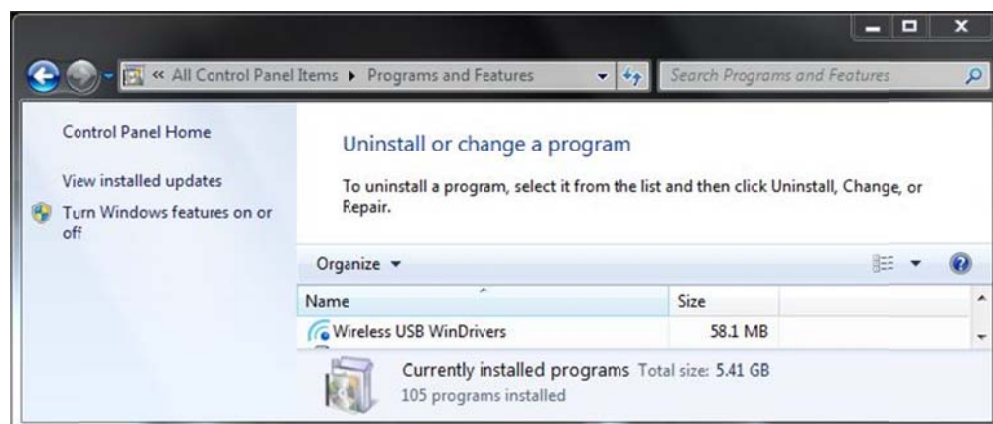 « All Control Panel Items ▸ Programs and Features
Search Programs and Features
Control Panel Home
View installed updates
Turn Windows features on or
off
Uninstall or change a program
To uninstall a program, select it from the list and then click Uninstall, Change, or
Repair.
Organize
Name
Size
Wireless USB WinDrivers
58.1 MB
Currently installed programs Total size: 5.41 GB
105 programs installed